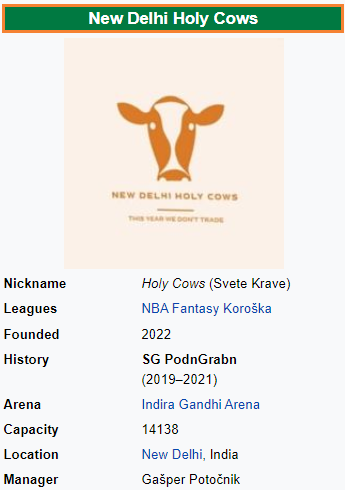 New Delhi Holy Cows
NEW DELHI HOLY COWS
THIS YEAR WE DON'T TRADE
Nickname Holy Cows (Svete Krave)
Leagues NBA Fantasy Koroška
Founded 2022
History SG PodnGrabn
(2019–2021)
Arena Indira Gandhi Arena
Capacity 14138
Location New Delhi, India
Manager Gašper Potočnik